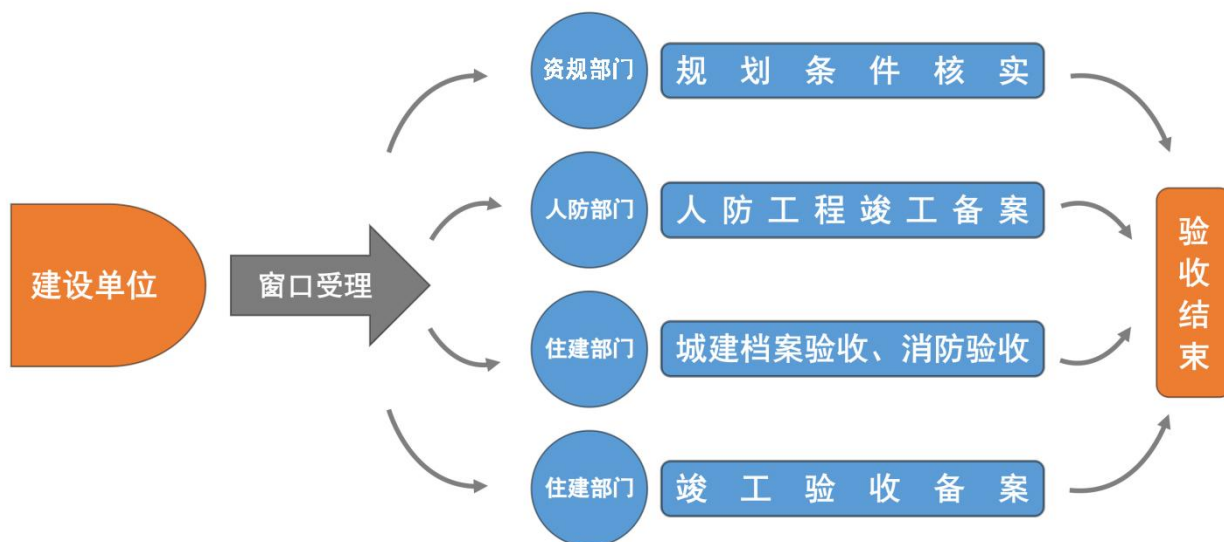 建设单位
窗口受理
资规部门
规划条件核实
人防部门
人防工程竣工备案
住建部门
城建档案验收、消防验收
住建部门
竣工验收备案
验收结束